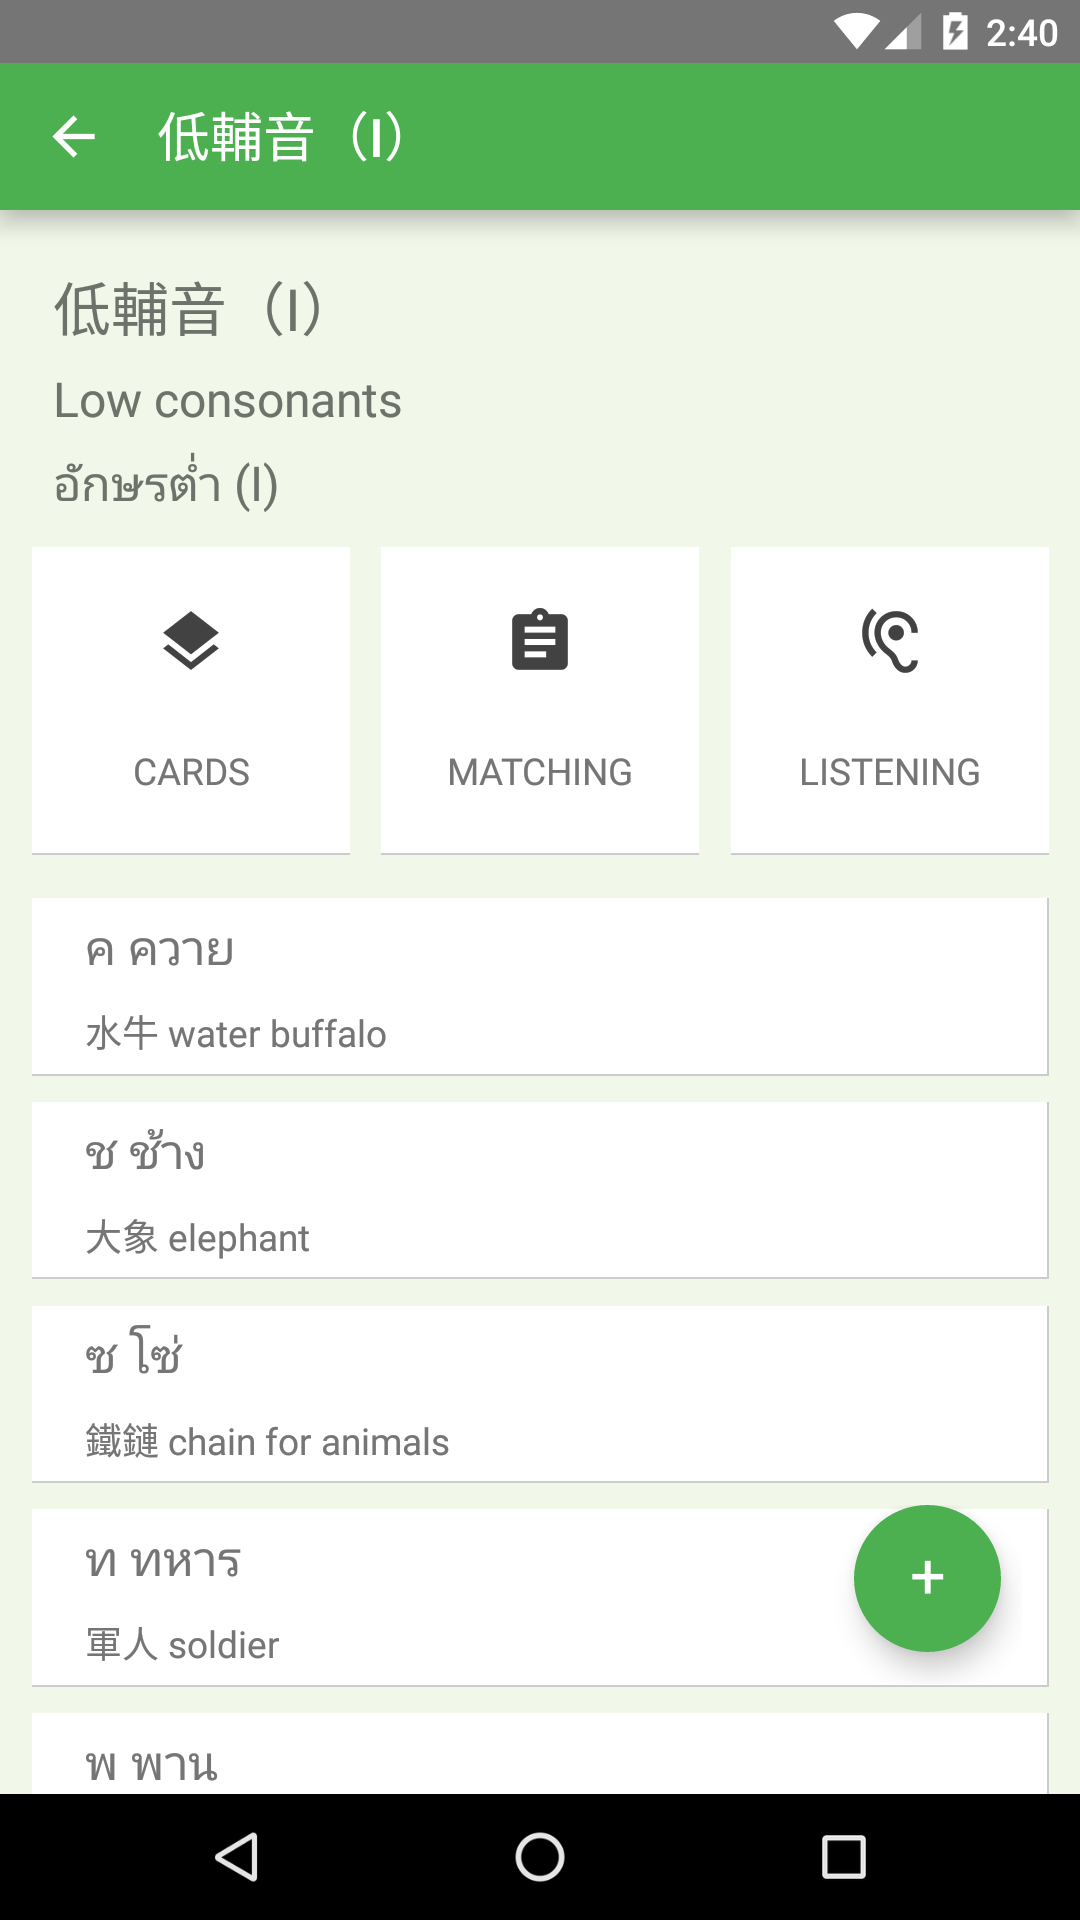 2:40
低輔音（I）
低輔音（I）
Low consonants
อักษรต่ำ (I)
CARDS
MATCHING
LISTENING
ค ควาย
水牛 water buffalo
ช ช้าง
大象 elephant
ซ โซ่
鐵鏈 chain for animals
ท ทหาร
軍人 soldier
+
พ พาน